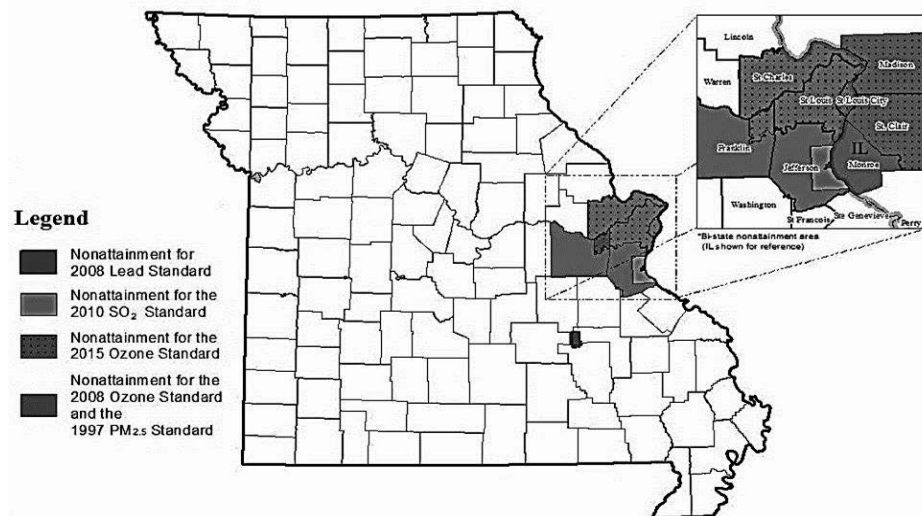 Lincoln
Madison
Warren
St Charles
St Louis
St Louis City
St. Clair
Franklin
IL
Jefferson
Monroe
Washington
St Francois
Ste Genevieve
Perry
*Bi-state nonattainment area
(IL shown for reference)
Legend
Nonattainment for
2008 Lead Standard
Nonattainment for the
2010 SO₂ Standard
Nonattainment for the
2015 Ozone Standard
Nonattainment for the
2008 Ozone Standard
and the
1997 PM₂.₅ Standard